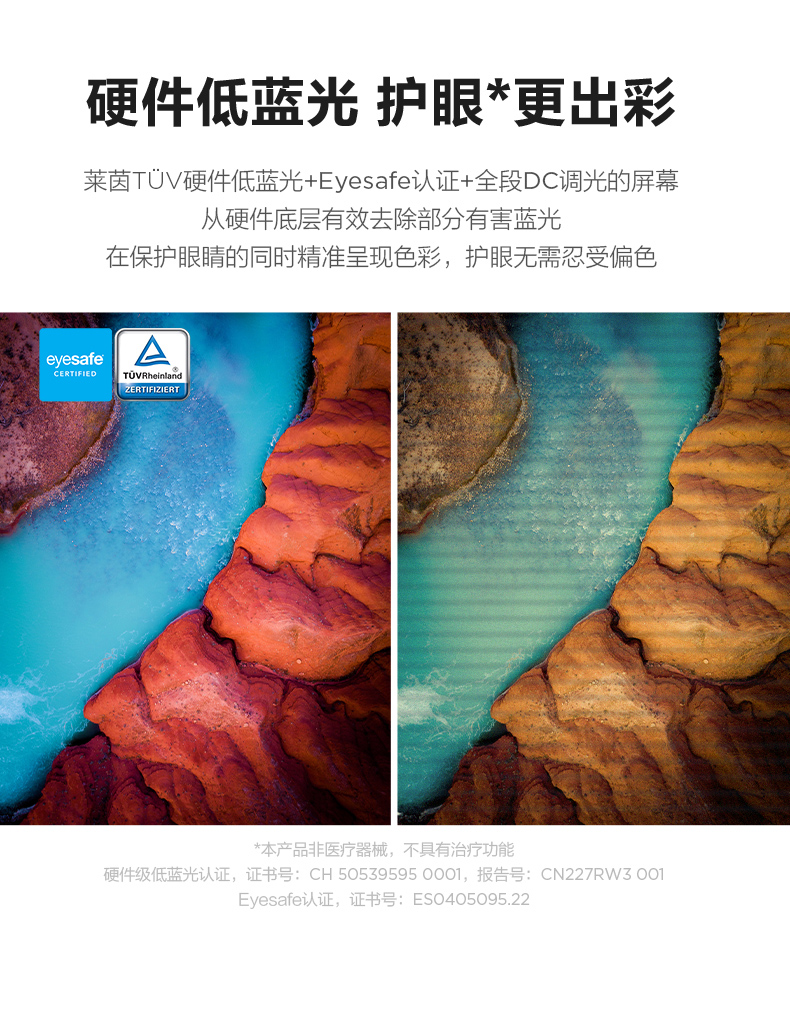 硬件低蓝光 护眼*更出彩
莱茵TÜV硬件低蓝光+Eyesafe认证+全段DC调光的屏幕
从硬件底层有效去除部分有害蓝光
在保护眼睛的同时精准呈现色彩，护眼无需忍受偏色
eyesafe®
CERTIFIED
TÜVRheinland®
ZERTIFIZIERT
*本产品非医疗器械，不具有治疗功能
硬件级低蓝光认证，证书号：CH 50539595 0001，报告号：CN227RW3 001
Eyesafe认证，证书号：ES0405095.22